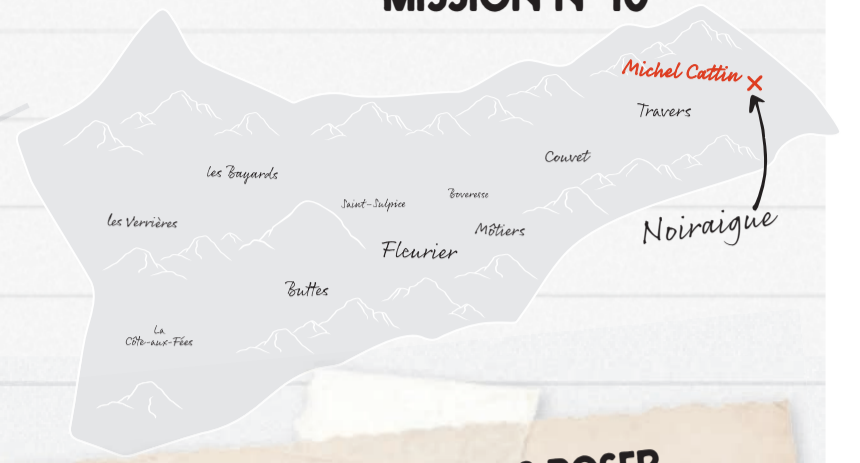 MISSION N° 10
Michel Cattin
Travers
Couvet
les Bayards
Boveresse
Saint-Sulpice
les Verrières
Noiraigue
Môtiers
Fleurier
Buttes
La
Côte-aux-Fées
POSER